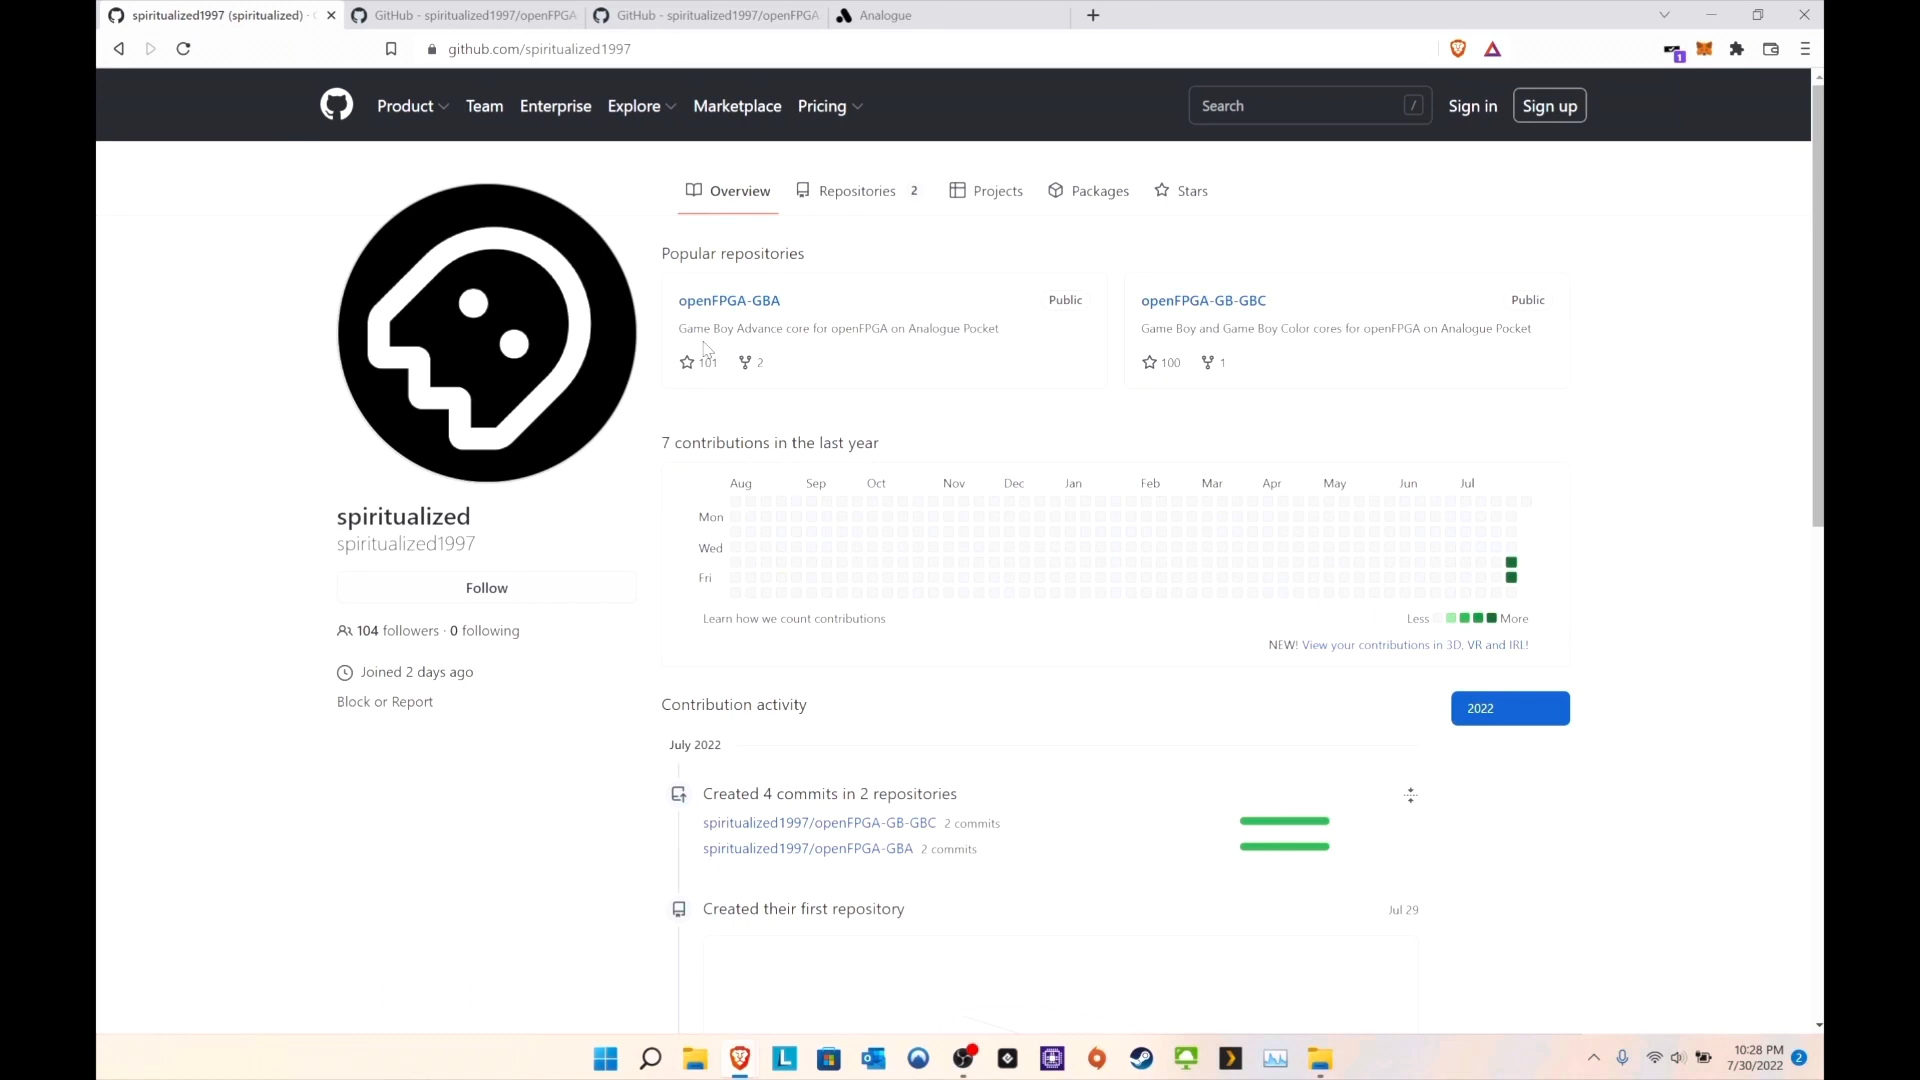 spiritualized1997 (spiritualized) ·
GitHub - spiritualized1997/openFPGA
GitHub - spiritualized1997/openFPGA
Analogue
github.com/spiritualized1997
1
Product
Team
Enterprise
Explore
Marketplace
Pricing
Search
/
Sign in
Sign up
Overview
Repositories 2
Projects
Packages
Stars
Popular repositories
openFPGA-GBA
Public
Game Boy Advance core for openFPGA on Analogue Pocket
101
2
openFPGA-GB-GBC
Public
Game Boy and Game Boy Color cores for openFPGA on Analogue Pocket
100
1
7 contributions in the last year
Aug Sep Oct Nov Dec Jan Feb Mar Apr May Jun Jul
Mon
Wed
Fri
Learn how we count contributions
Less
More
NEW! View your contributions in 3D, VR and IRL!
spiritualized
spiritualized1997
Follow
104 followers · 0 following
Joined 2 days ago
Block or Report
Contribution activity
2022
July 2022
Created 4 commits in 2 repositories
spiritualized1997/openFPGA-GB-GBC 2 commits
spiritualized1997/openFPGA-GBA 2 commits
Created their first repository
Jul 29
L
10:28 PM
7/30/2022
2